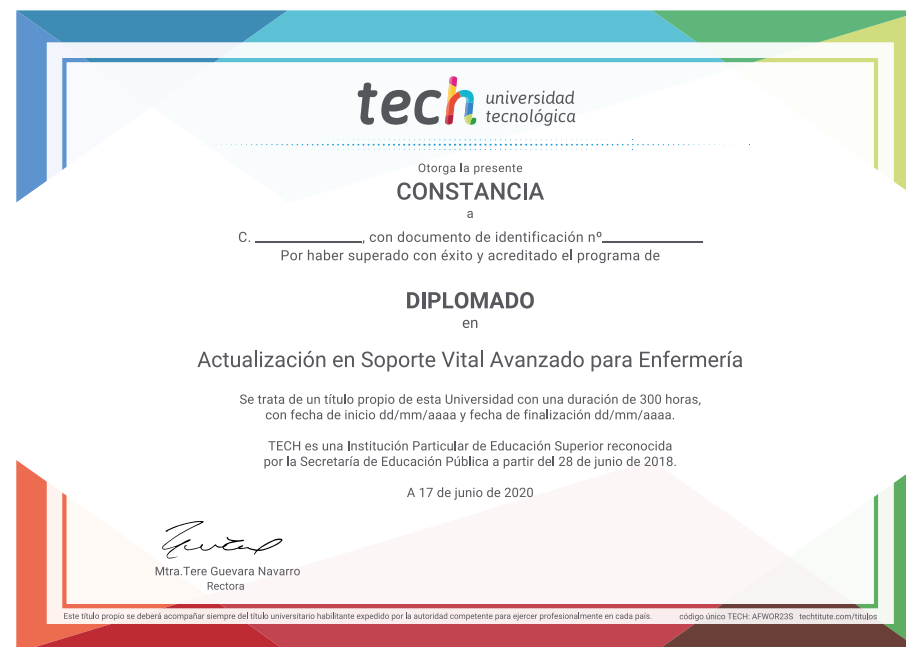 tech universidad
tecnológica
Otorga la presente
CONSTANCIA
a
C. ____________, con documento de identificación nº____________
Por haber superado con éxito y acreditado el programa de
DIPLOMADO
en
Actualización en Soporte Vital Avanzado para Enfermería
Se trata de un título propio de esta Universidad con una duración de 300 horas,
con fecha de inicio dd/mm/aaaa y fecha de finalización dd/mm/aaaa.
TECH es una Institución Particular de Educación Superior reconocida
por la Secretaría de Educación Pública a partir del 28 de junio de 2018.
A 17 de junio de 2020
Mtra.Tere Guevara Navarro
Rectora
Este título propio se deberá acompañar siempre del título universitario habilitante expedido por la autoridad competente para ejercer profesionalmente en cada país. código único TECH: AFWOR23S techtitute.com/titulos